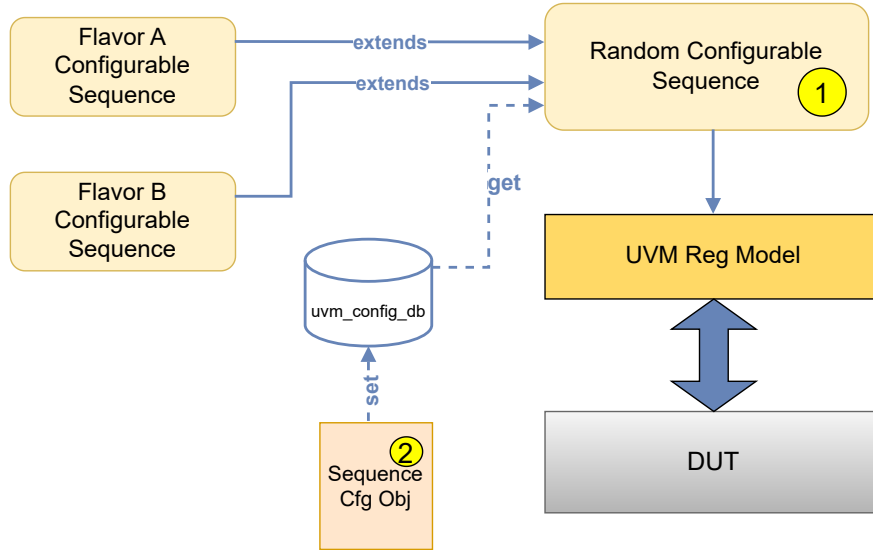 Flavor A
Configurable
Sequence
extends
Random Configurable
Sequence
1
extends
Flavor B
Configurable
Sequence
get
UVM Reg Model
uvm_config_db
set
2
Sequence
Cfg Obj
DUT